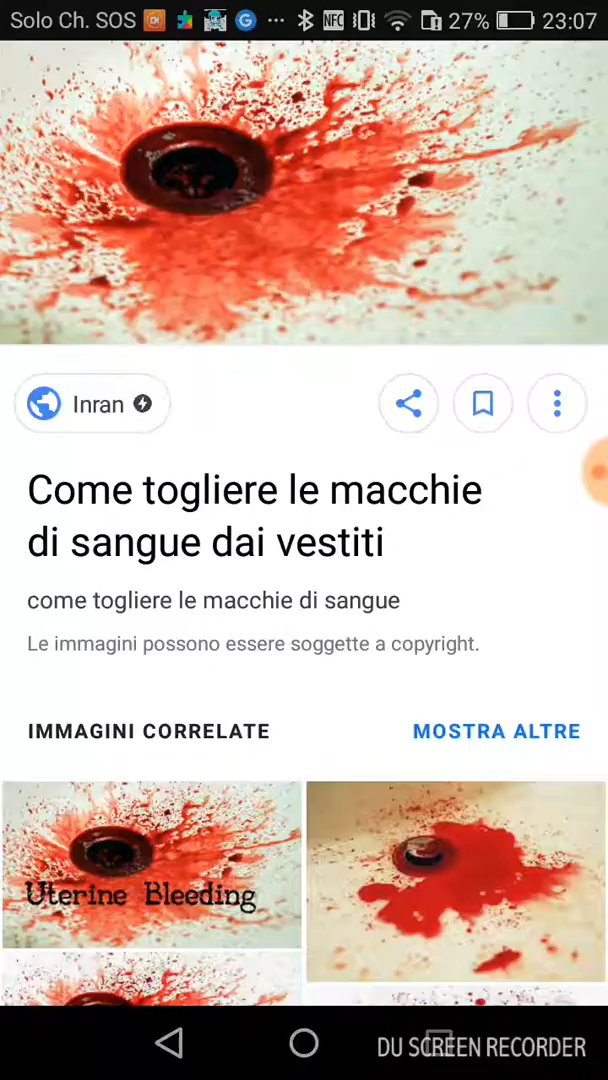 Solo Ch. SOS 27% 23:07
Inran
Come togliere le macchie
di sangue dai vestiti
come togliere le macchie di sangue
Le immagini possono essere soggette a copyright.
IMMAGINI CORRELATE MOSTRA ALTRE
Uterine Bleeding
DU SCREEN RECORDER